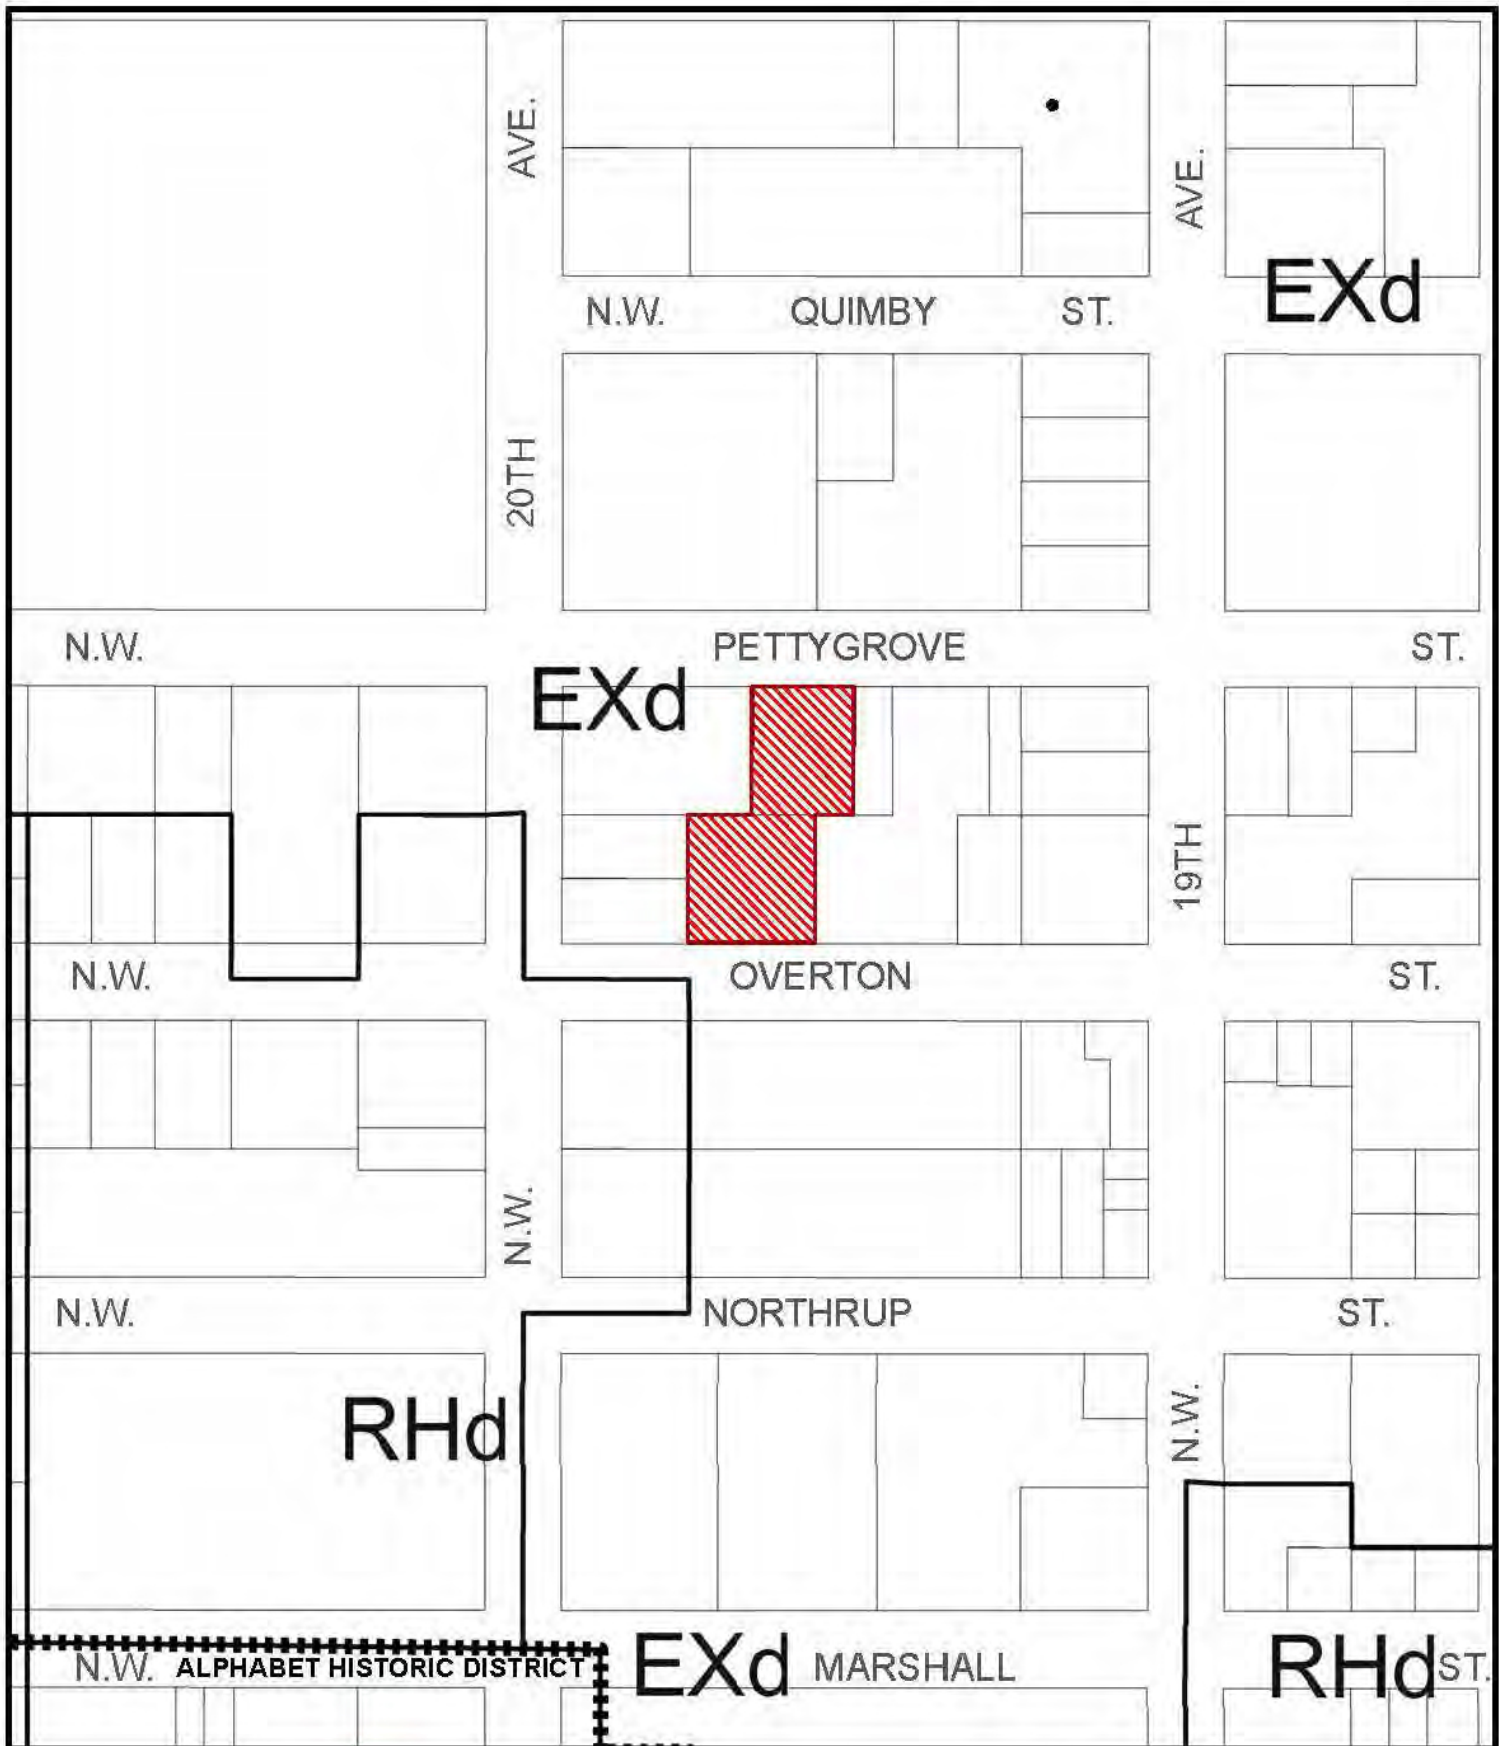 AVE.
AVE.
EXd
N.W. QUIMBY ST.
20TH
N.W. PETTYGROVE ST.
EXd
19TH
N.W. OVERTON ST.
N.W.
N.W. NORTHRUP ST.
N.W.
RHd
EXd
RHd
N.W. ALPHABET HISTORIC DISTRICT MARSHALL ST.